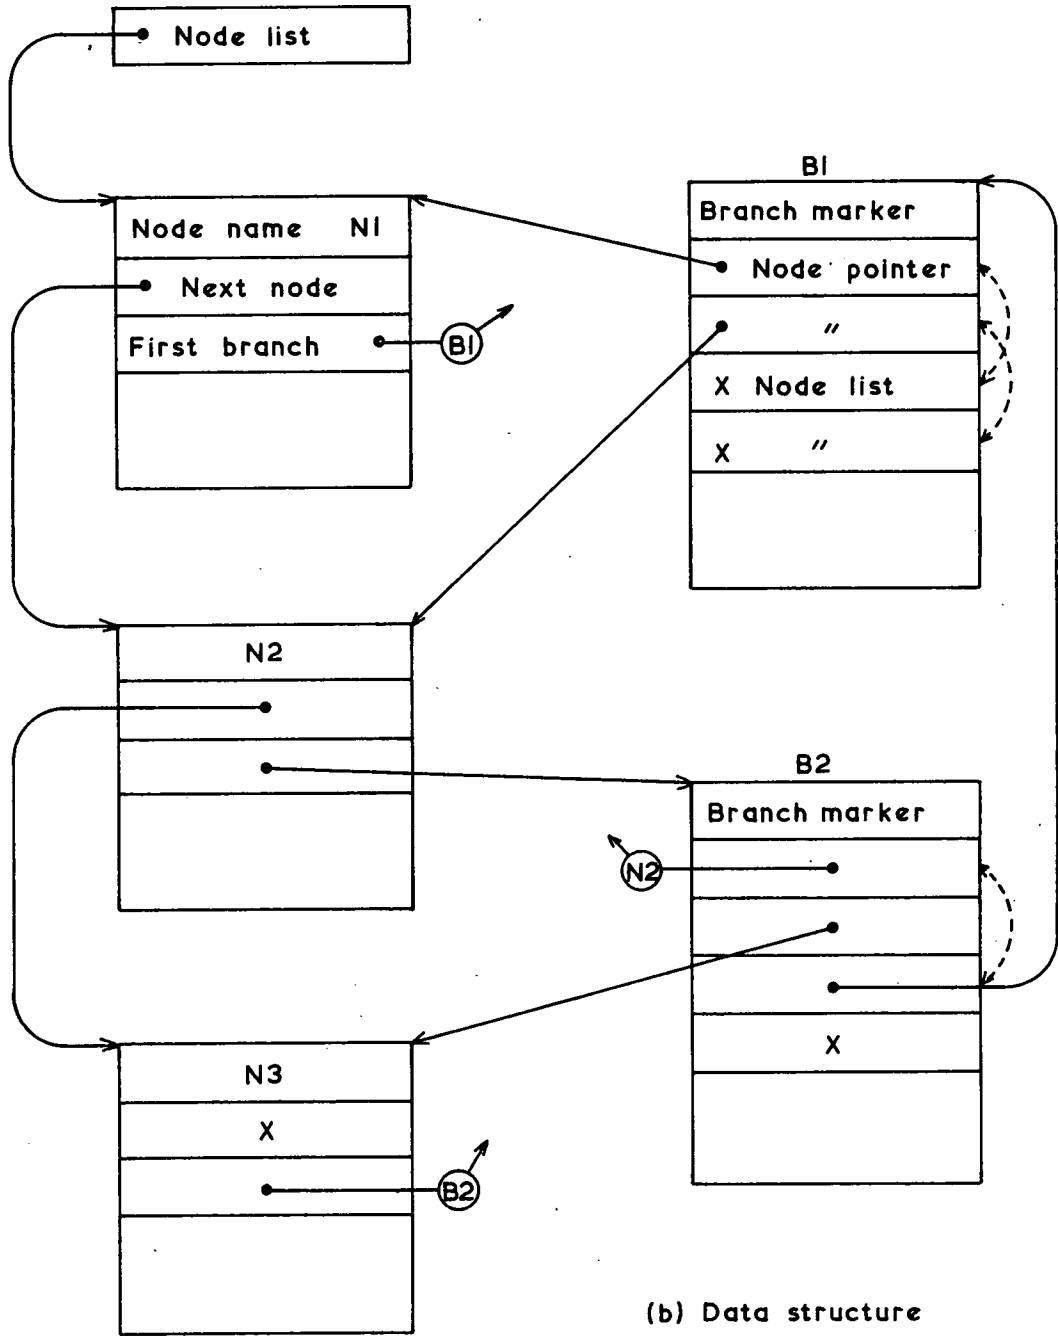 Node list
Node name N1
Next node
First branch
B1
B1
Branch marker
Node pointer
"
X Node list
X "
N2
B2
Branch marker
N2
X
N3
X
B2
(b) Data structure